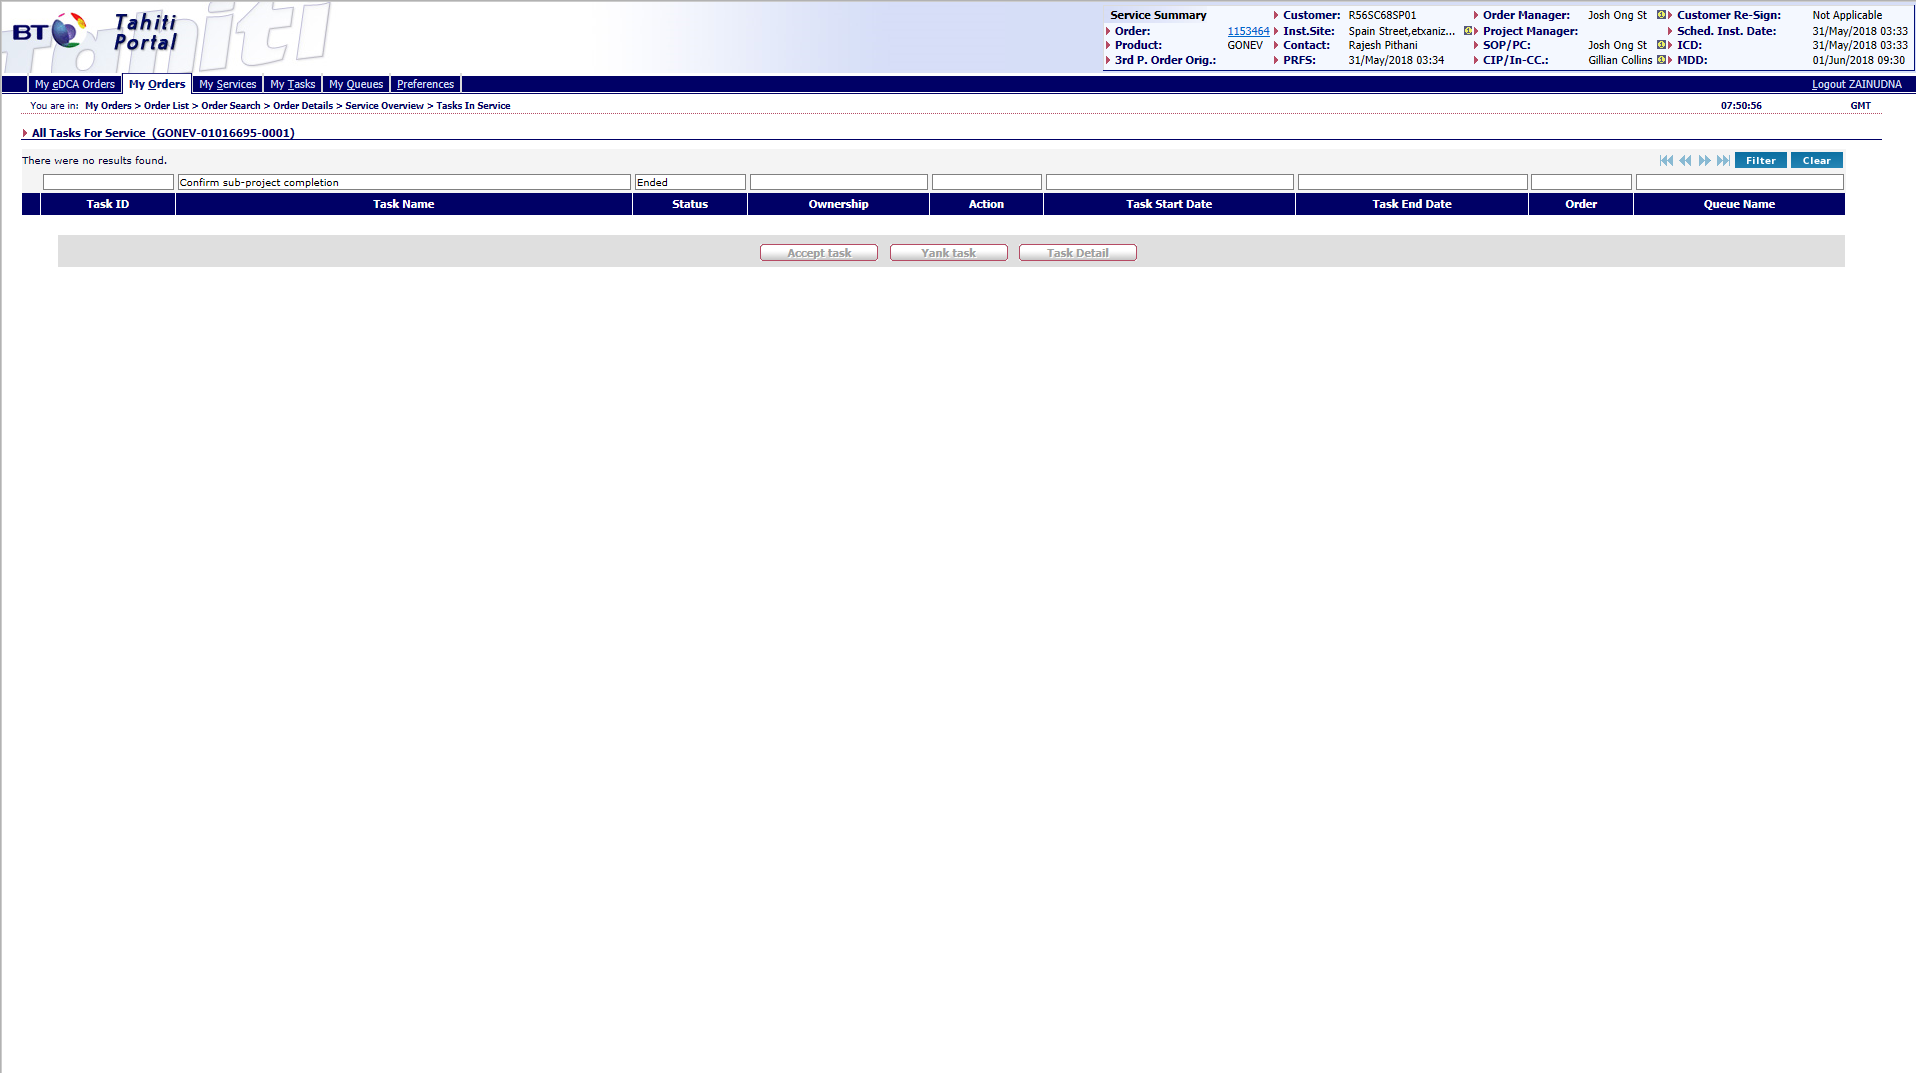 BT Tahiti Portal
Service Summary
Order: 1153464
Product: GONEV
3rd P. Order Orig.:
Customer: R56SC68SP01
Inst.Site: Spain Street,etxaniz...
Contact: Rajesh Pithani
PRFS: 31/May/2018 03:34
Order Manager: Josh Ong St
Project Manager:
SOP/PC: Josh Ong St
CIP/In-CC.: Gillian Collins
Customer Re-Sign: Not Applicable
Sched. Inst. Date: 31/May/2018 03:33
ICD: 31/May/2018 03:33
MDD: 01/Jun/2018 09:30
My eDCA Orders My Orders My Services My Tasks My Queues Preferences Logout ZAINUDNA
You are in: My Orders > Order List > Order Search > Order Details > Service Overview > Tasks In Service 07:50:56 GMT
All Tasks For Service (GONEV-01016695-0001)
There were no results found. Filter Clear
Confirm sub-project completion Ended
Task ID Task Name Status Ownership Action Task Start Date Task End Date Order Queue Name
Accept task Yank task Task Detail